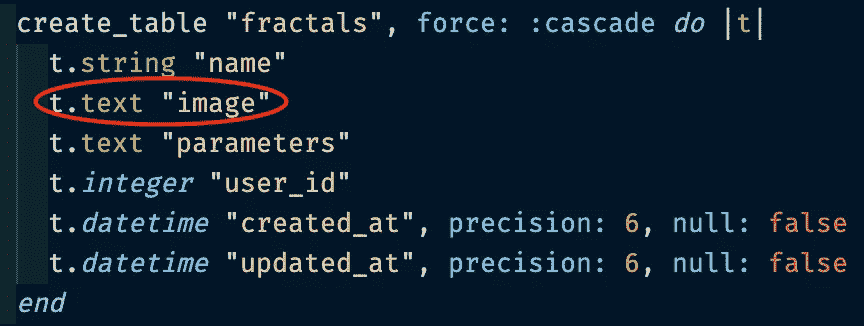 create_table "fractals", force: :cascade do |t|
t.string "name"
t.text "image"
t.text "parameters"
t.integer "user_id"
t.datetime "created_at", precision: 6, null: false
t.datetime "updated_at", precision: 6, null: false
end